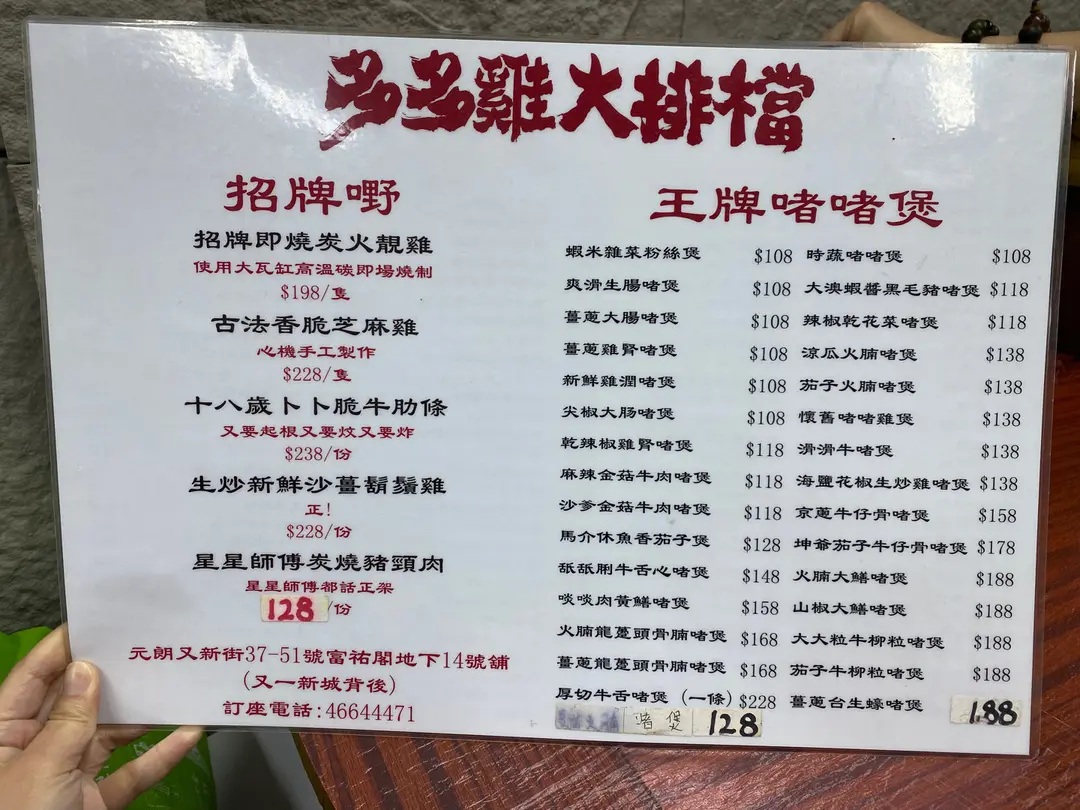 多多雞大排檔
招牌嘢
招牌即燒炭火靚雞
使用大瓦缸高溫碳即場燒制
$198/隻
古法香脆芝麻雞
心機手工製作
$228/隻
十八歲卜卜脆牛肋條
又要起根又要炆又要炸
$238/份
生炒新鮮沙薑鬍鬚雞
正!
$228/份
星星師傅炭燒豬頸肉
星星師傅都話正架
128/份
元朗又新街37-51號富祐閣地下14號舖
(又一新城背後)
訂座電話:46644471
王牌啫啫煲
蝦米雜菜粉絲煲 $108
爽滑生腸啫煲 $108
薑蔥大腸啫煲 $108
薑蔥雞腎啫煲 $108
新鮮雞潤啫煲 $108
尖椒大肠啫煲 $108
乾辣椒雞腎啫煲 $118
麻辣金菇牛肉啫煲 $118
沙爹金菇牛肉啫煲 $118
馬介休魚香茄子煲 $128
舐舐脷牛舌心啫煲 $148
啖啖肉黃鱔啫煲 $158
火腩龍躉頭骨腩啫煲 $168
薑蔥龍躉頭骨腩啫煲 $168
厚切牛舌啫煲 (一條) $228
啫煲 128
時蔬啫啫煲 $108
大澳蝦醬黑毛豬啫煲 $118
辣椒乾花菜啫煲 $118
涼瓜火腩啫煲 $138
茄子火腩啫煲 $138
懷舊啫啫雞煲 $138
滑滑牛啫煲 $138
海鹽花椒生炒雞啫煲 $138
京蔥牛仔骨啫煲 $158
坤爺茄子牛仔骨啫煲 $178
火腩大鱔啫煲 $188
山椒大鱔啫煲 $188
大大粒牛柳粒啫煲 $188
茄子牛柳粒啫煲 $188
薑蔥台生蠔啫煲 188